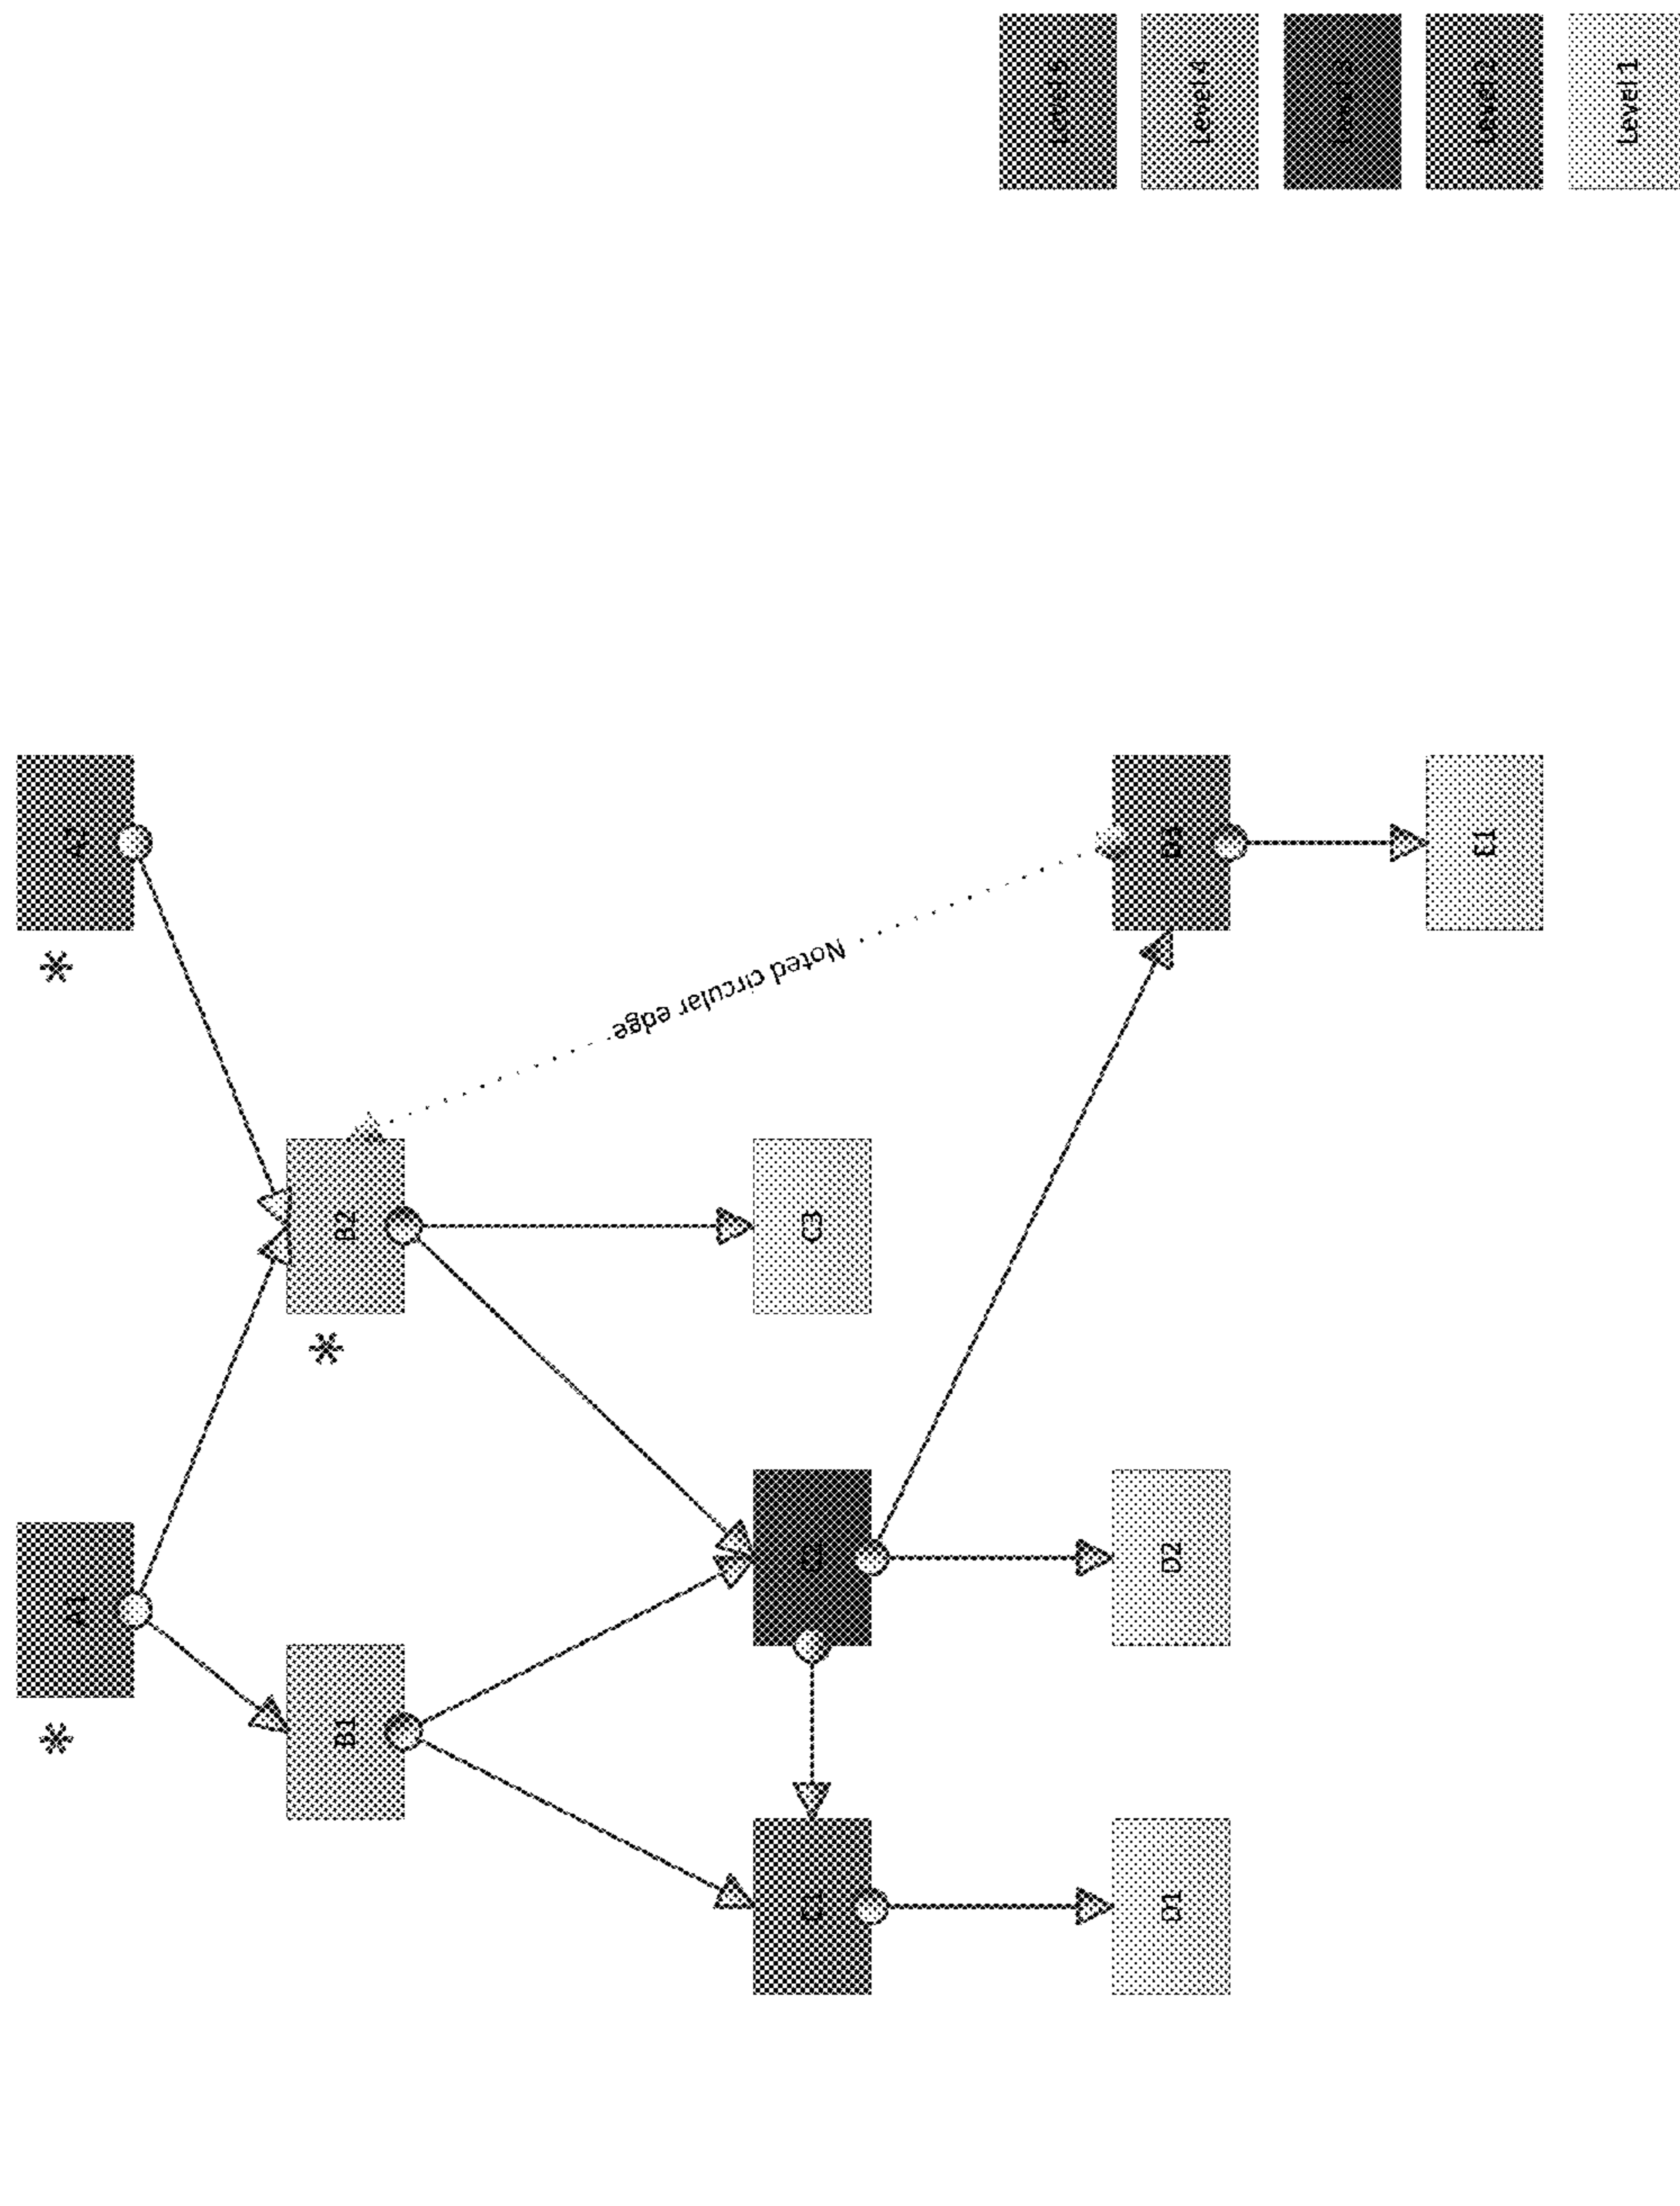 * A1
* A2
B1
* B2
Noted circular edge
C1
C2
C3
D1
D2
D3
E1
Level 5
Level 4
Level 3
Level 2
Level 1